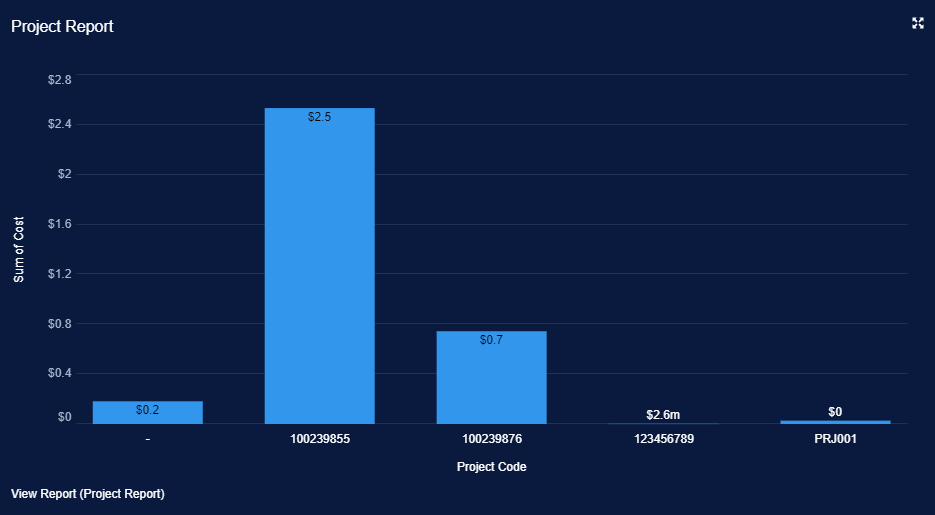 Project Report
$2.8
$2.4
$2
$1.6
$1.2
$0.8
$0.4
$0
Sum of Cost
$0.2
$2.5
$0.7
$2.6m
$0
-
100239855
100239876
123456789
PRJ001
Project Code
View Report (Project Report)